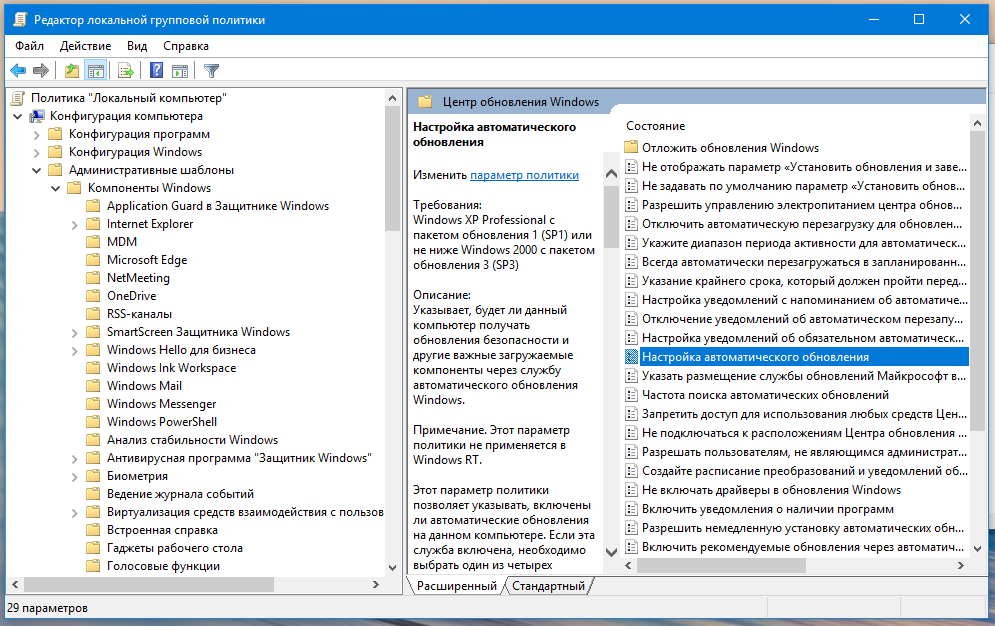 Редактор локальной групповой политики
Файл Действие Вид Справка
Политика "Локальный компьютер"
Конфигурация компьютера
Конфигурация программ
Конфигурация Windows
Административные шаблоны
Компоненты Windows
Application Guard в Защитнике Windows
Internet Explorer
MDM
Microsoft Edge
NetMeeting
OneDrive
RSS-каналы
SmartScreen Защитника Windows
Windows Hello для бизнеса
Windows Ink Workspace
Windows Mail
Windows Messenger
Windows PowerShell
Анализ стабильности Windows
Антивирусная программа "Защитник Windows"
Биометрия
Ведение журнала событий
Виртуализация средств взаимодействия с пользов
Встроенная справка
Гаджеты рабочего стола
Голосовые функции
Центр обновления Windows
Настройка автоматического
обновления
Изменить параметр политики
Требования:
Windows XP Professional с
пакетом обновления 1 (SP1) или
не ниже Windows 2000 с пакетом
обновления 3 (SP3)
Описание:
Указывает, будет ли данный
компьютер получать
обновления безопасности и
другие важные загружаемые
компоненты через службу
автоматического обновления
Windows.
Примечание. Этот параметр
политики не применяется в
Windows RT.
Этот параметр политики
позволяет указывать, включены
ли автоматические обновления
на данном компьютере. Если эта
служба включена, необходимо
выбрать один из четырех
Состояние
Отложить обновления Windows
Не отображать параметр «Установить обновления и заве...
Не задавать по умолчанию параметр «Установить обнов...
Разрешить управлению электропитанием центра обнов...
Отключить автоматическую перезагрузку для обновлен...
Укажите диапазон периода активности для автоматическ...
Всегда автоматически перезагружаться в запланированн...
Указание крайнего срока, который должен пройти перед...
Настройка уведомлений с напоминанием об автоматиче...
Отключение уведомлений об автоматическом перезапу...
Настройка уведомлений об обязательном автоматическ...
Настройка автоматического обновления
Указать размещение службы обновлений Майкрософт в...
Частота поиска автоматических обновлений
Запретить доступ для использования любых средств Цен...
Не подключаться к расположениям Центра обновления ...
Разрешать пользователям, не являющимся администрат...
Создайте расписание преобразований и уведомлений об...
Не включать драйверы в обновления Windows
Включить уведомления о наличии программ
Разрешить немедленную установку автоматических обн...
Включить рекомендуемые обновления через автоматич...
Расширенный Стандартный
29 параметров